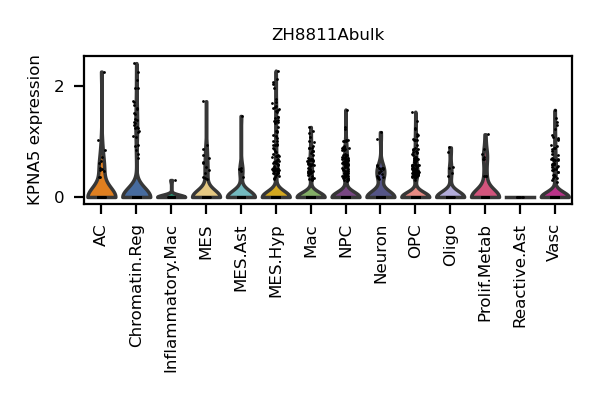 ZH8811Abulk
KPNA5 expression
2
0
AC
Chromatin.Reg
Inflammatory.Mac
MES
MES.Ast
MES.Hyp
Mac
NPC
Neuron
OPC
Oligo
Prolif.Metab
Reactive.Ast
Vasc